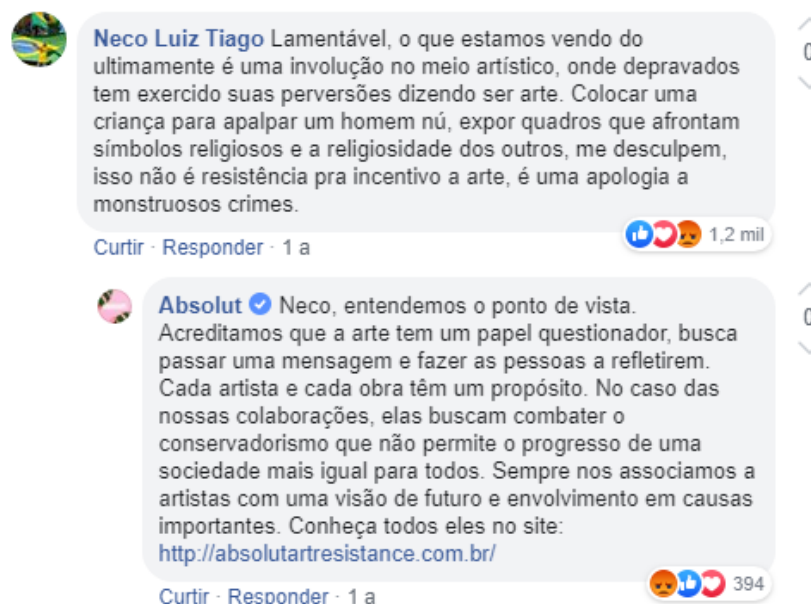 Neco Luiz Tiago Lamentável, o que estamos vendo do
ultimamente é uma involução no meio artístico, onde depravados
tem exercido suas perversões dizendo ser arte. Colocar uma
criança para apalpar um homem nú, expor quadros que afrontam
símbolos religiosos e a religiosidade dos outros, me desculpem,
isso não é resistência pra incentivo a arte, é uma apologia a
monstruosos crimes.
1,2 mil
Curtir · Responder · 1 a
Absolut Neco, entendemos o ponto de vista.
Acreditamos que a arte tem um papel questionador, busca
passar uma mensagem e fazer as pessoas a refletirem.
Cada artista e cada obra têm um propósito. No caso das
nossas colaborações, elas buscam combater o
conservadorismo que não permite o progresso de uma
sociedade mais igual para todos. Sempre nos associamos a
artistas com uma visão de futuro e envolvimento em causas
importantes. Conheça todos eles no site:
http://absolutartresistance.com.br/
394
Curtir · Responder · 1 a